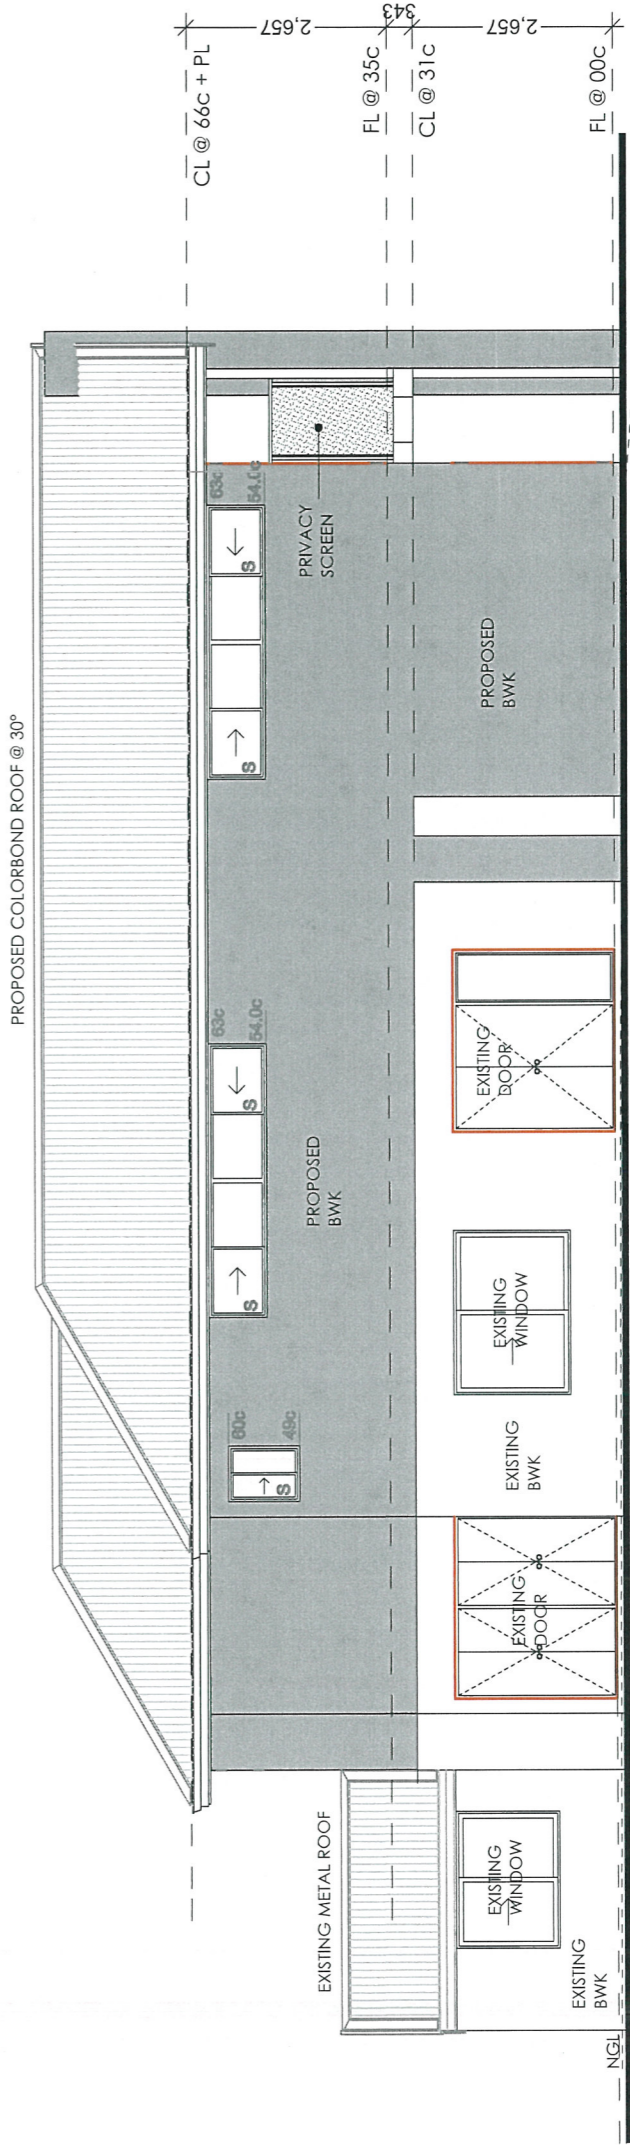 PROPOSED COLORBOND ROOF @ 30°
CL @ 66c + PL
2,657
FL @ 35c
343
CL @ 31c
2,657
FL @ 00c
60c
49c
S
63c
54.0c
S
S
63c
54.0c
S
S
PRIVACY
SCREEN
PROPOSED
BWK
PROPOSED
BWK
EXISTING METAL ROOF
EXISTING
WINDOW
EXISTING
BWK
EXISTING
DOOR
EXISTING
BWK
EXISTING
WINDOW
EXISTING
DOOR
NGL